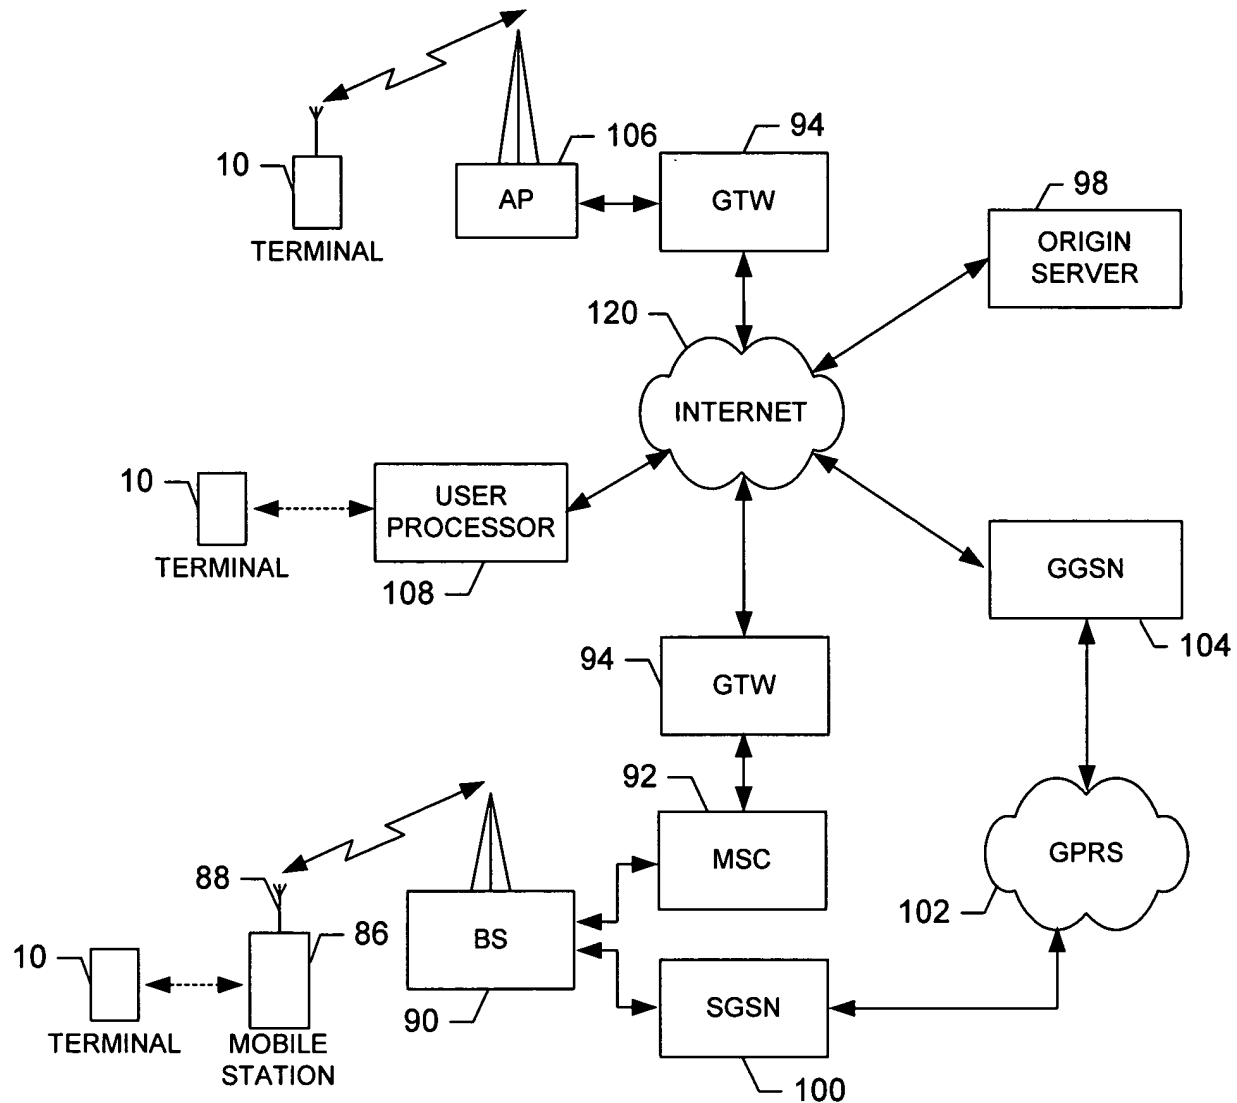 106
94
10
AP
GTW
98
TERMINAL
ORIGIN
SERVER
120
INTERNET
10
USER
PROCESSOR
TERMINAL
108
GGSN
104
94
GTW
92
MSC
GPRS
102
88
86
BS
10
90
SGSN
TERMINAL
MOBILE
STATION
100